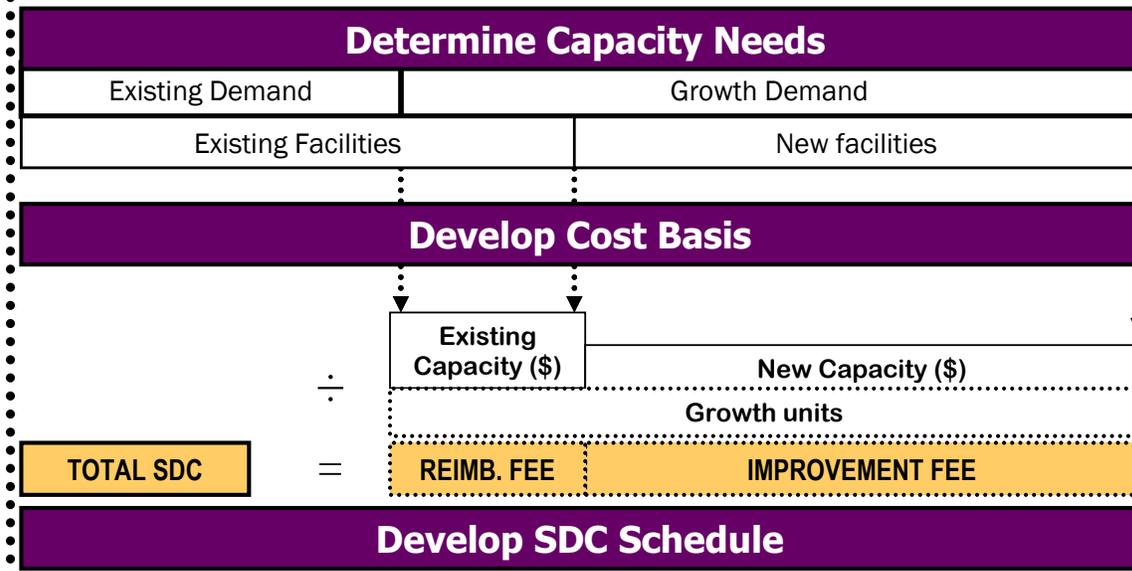 Determine Capacity Needs
Existing Demand
Growth Demand
Existing Facilities
New facilities
Develop Cost Basis
Existing
Capacity ($)
New Capacity ($)
÷
Growth units
TOTAL SDC
=
REIMB. FEE
IMPROVEMENT FEE
Develop SDC Schedule